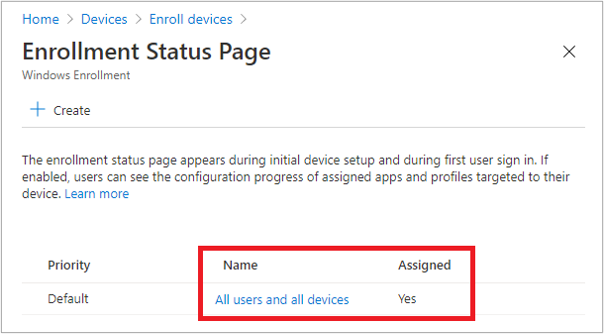 Home > Devices > Enroll devices >
Enrollment Status Page
Windows Enrollment
+ Create
The enrollment status page appears during initial device setup and during first user sign in. If
enabled, users can see the configuration progress of assigned apps and profiles targeted to their
device. Learn more
Priority Name Assigned
Default All users and all devices Yes